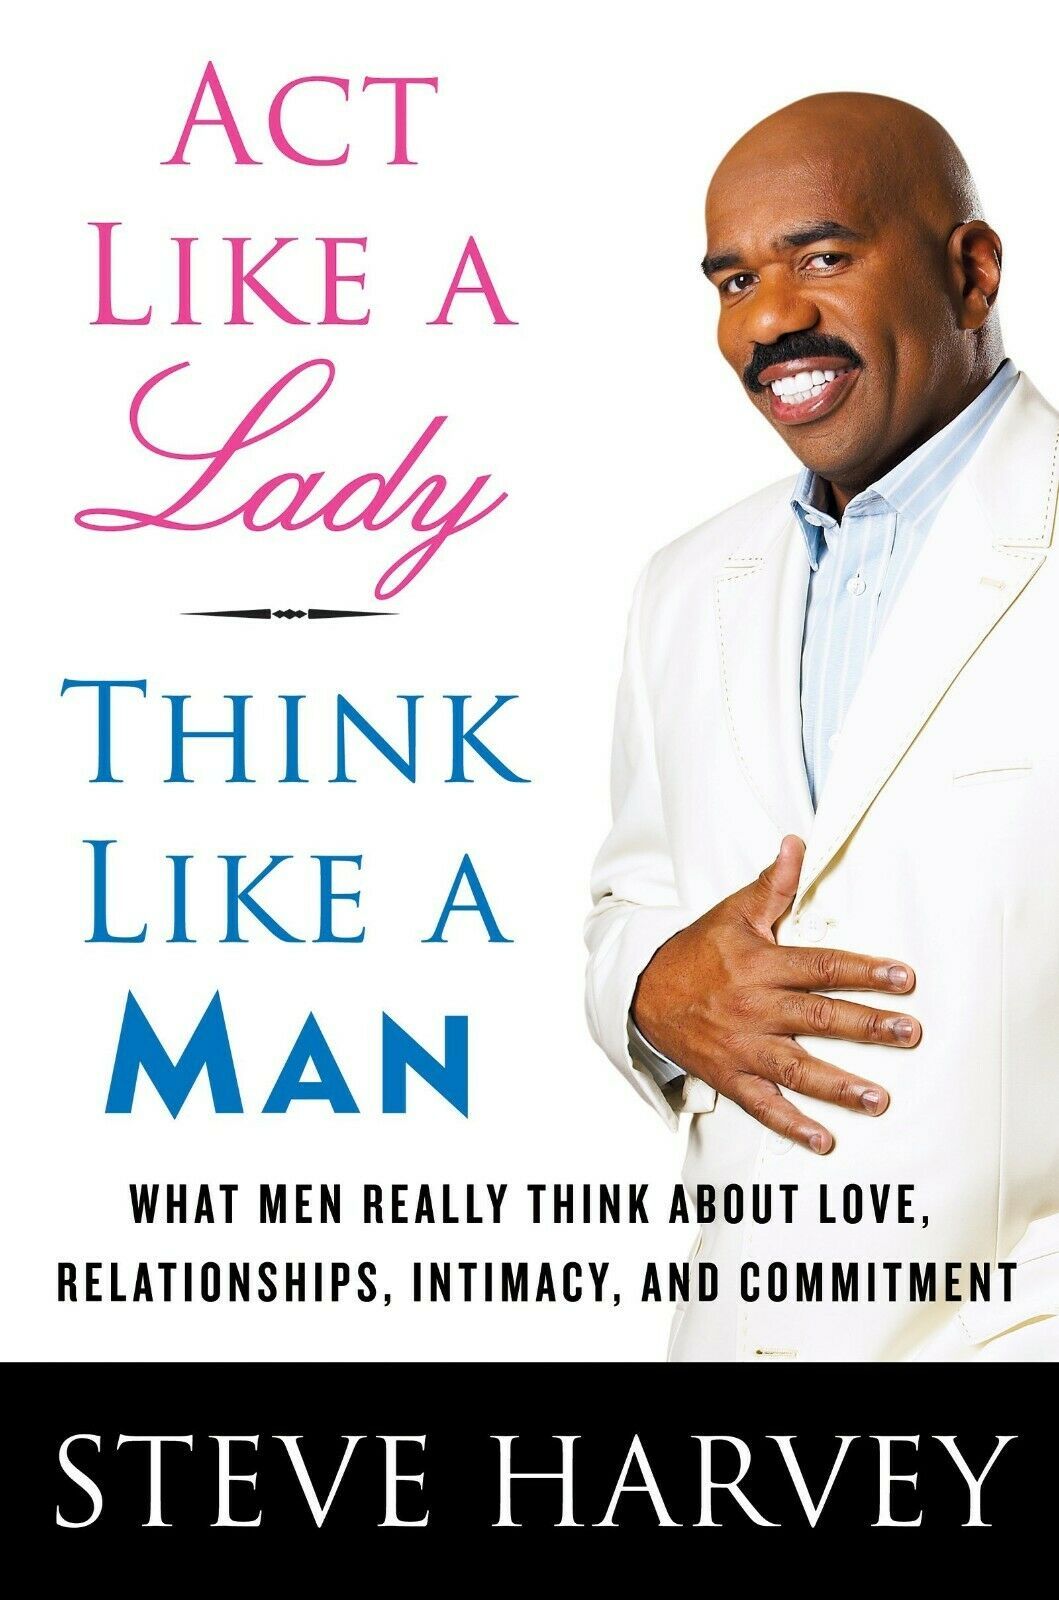 ACT
LIKE A
Lady
THINK
LIKE A
MAN
WHAT MEN REALLY THINK ABOUT LOVE,
RELATIONSHIPS, INTIMACY, AND COMMITMENT
STEVE HARVEY